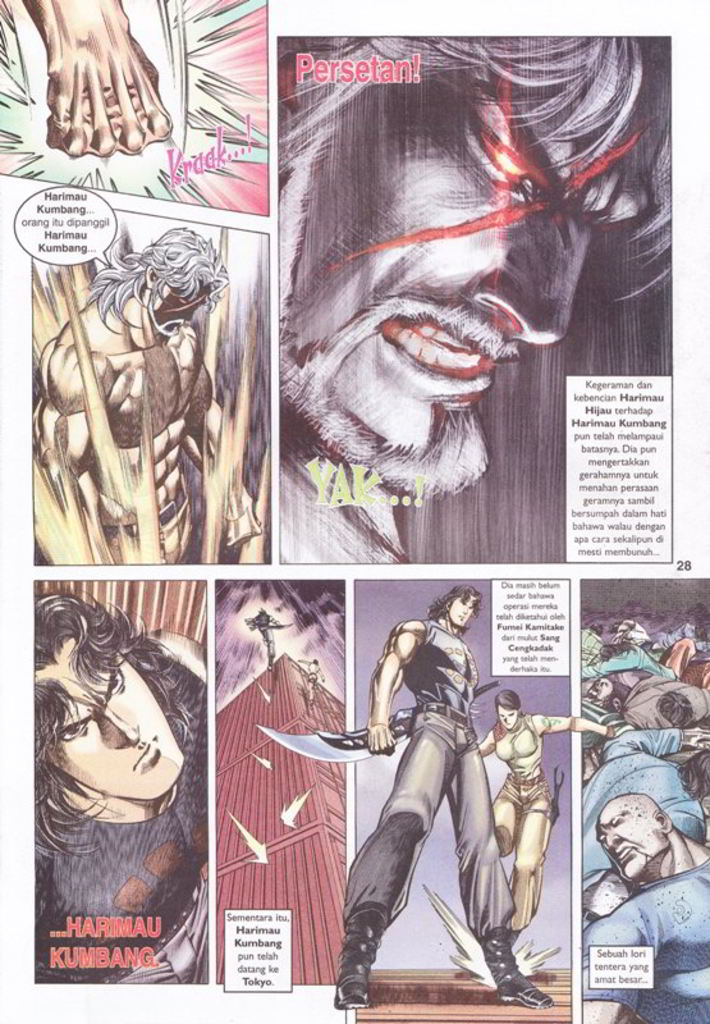 Kraak...!
Persetan!
Harimau
Kumbang...
orang itu dipanggil
Harimau
Kumbang...
YAK...!
Kegeraman dan
kebencian Harimau
Hijau terhadap
Harimau Kumbang
pun telah melampaui
batasnya. Dia pun
mengertakkan
gerahamnya untuk
menahan perasaan
geramnya sambil
bersumpah dalam hati
bahawa walau dengan
apa cara sekalipun di
mesti membunuh...
28
...HARIMAU
KUMBANG.
Sementara itu,
Harimau
Kumbang
pun telah
datang ke
Tokyo.
Dia masih belum
sedar bahawa
operasi mereka
telah diketahui oleh
Fumei Kamitake
dari mulut Sang
Cengkadak
yang telah men-
derhaka itu.
Sebuah lori
tentera yang
amat besar...